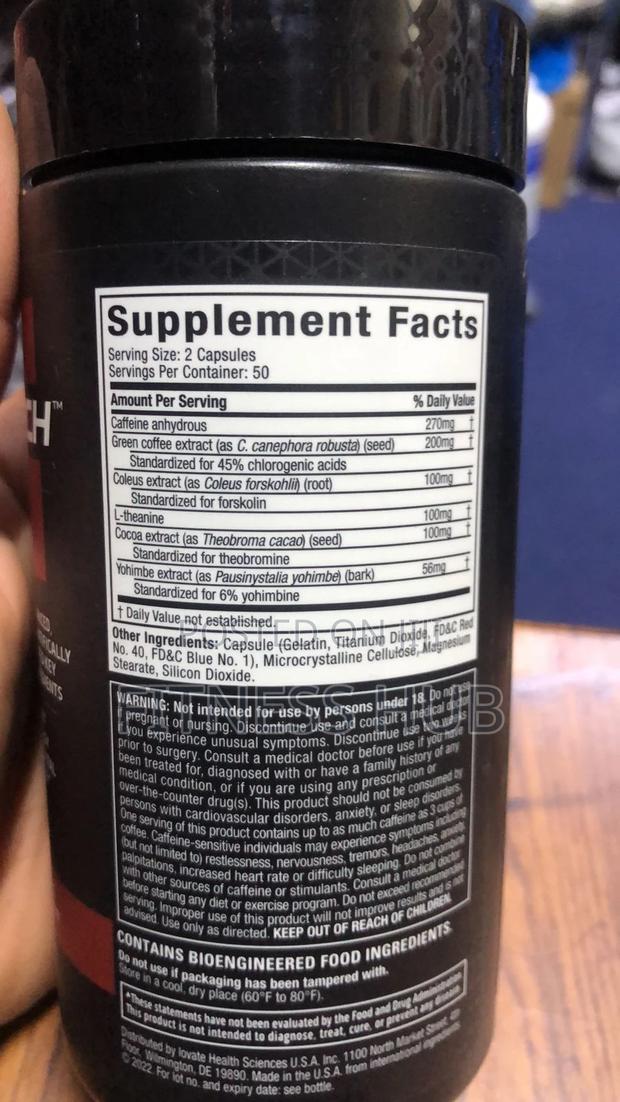 CH™
Supplement Facts
Serving Size: 2 Capsules
Servings Per Container: 50
Amount Per Serving % Daily Value
Caffeine anhydrous 270mg †
Green coffee extract (as C. canephora robusta) (seed) 200mg †
Standardized for 45% chlorogenic acids
Coleus extract (as Coleus forskohlii) (root) 100mg †
Standardized for forskolin
L-theanine 100mg †
Cocoa extract (as Theobroma cacao) (seed) 100mg †
Standardized for theobromine
Yohimbe extract (as Pausinystalia yohimbe) (bark) 56mg †
Standardized for 6% yohimbine
† Daily Value not established.
Other Ingredients: Capsule (Gelatin, Titanium Dioxide, FD&C Red
No. 40, FD&C Blue No. 1), Microcrystalline Cellulose, Magnesium
Stearate, Silicon Dioxide.
POSTED ON
FITNESS HUB
WARNING: Not intended for use by persons under 18. Do not use
if pregnant or nursing. Discontinue use and consult a medical doctor
if you experience unusual symptoms. Discontinue use two weeks
prior to surgery. Consult a medical doctor before use if you have
been treated for, diagnosed with or have a family history of any
medical condition, or if you are using any prescription or
over-the-counter drug(s). This product should not be consumed by
persons with cardiovascular disorders, anxiety, or sleep disorders.
One serving of this product contains up to as much caffeine as 3 cups of
coffee. Caffeine-sensitive individuals may experience symptoms including
(but not limited to) restlessness, nervousness, tremors, headaches, anxiety,
palpitations, increased heart rate or difficulty sleeping. Do not combine
with other sources of caffeine or stimulants. Consult a medical doctor
before starting any diet or exercise program. Do not exceed recommended
serving. Improper use of this product will not improve results and is not
advised. Use only as directed. KEEP OUT OF REACH OF CHILDREN.
CONTAINS BIOENGINEERED FOOD INGREDIENTS.
Do not use if packaging has been tampered with.
Store in a cool, dry place (60°F to 80°F).
*These statements have not been evaluated by the Food and Drug Administration.
This product is not intended to diagnose, treat, cure, or prevent any disease.
Distributed by Iovate Health Sciences U.S.A. Inc. 1100 North Market Street, 4th
Floor, Wilmington, DE 19890. Made in the U.S.A. from international ingredients.
© 2022. For lot no. and expiry date: see bottle.